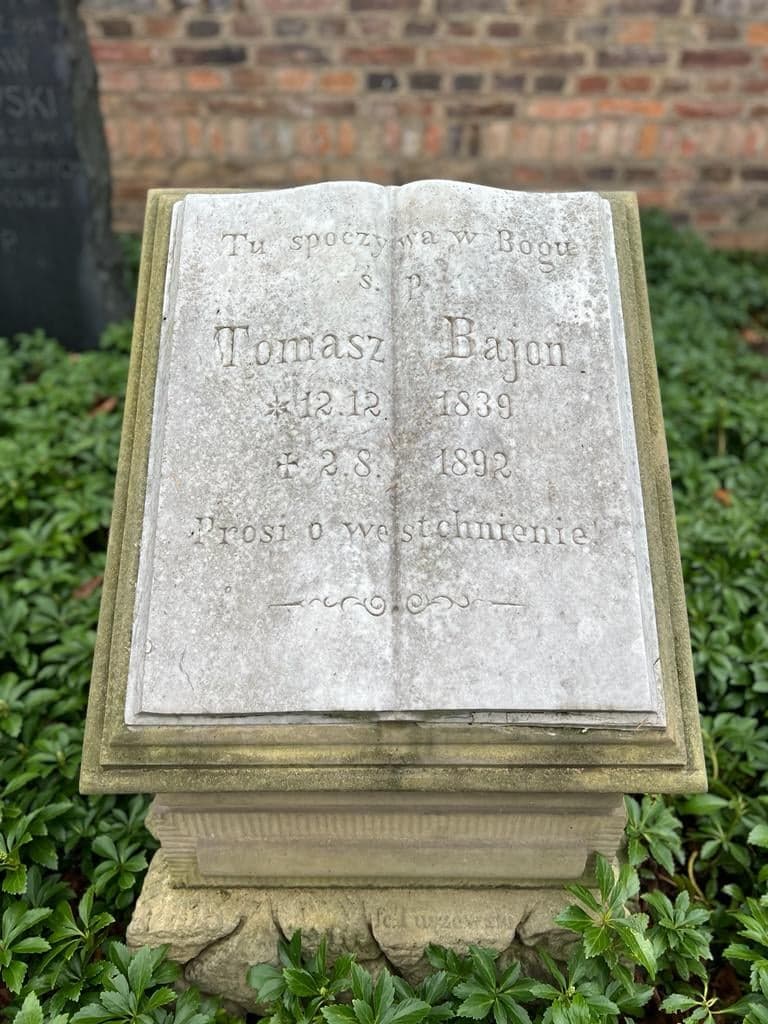 Tu spoczywa w Bogu
ś. p.
Tomasz Bajon
* 12.12. 1839
+ 2.8. 1892
Prosi o westchnienie!